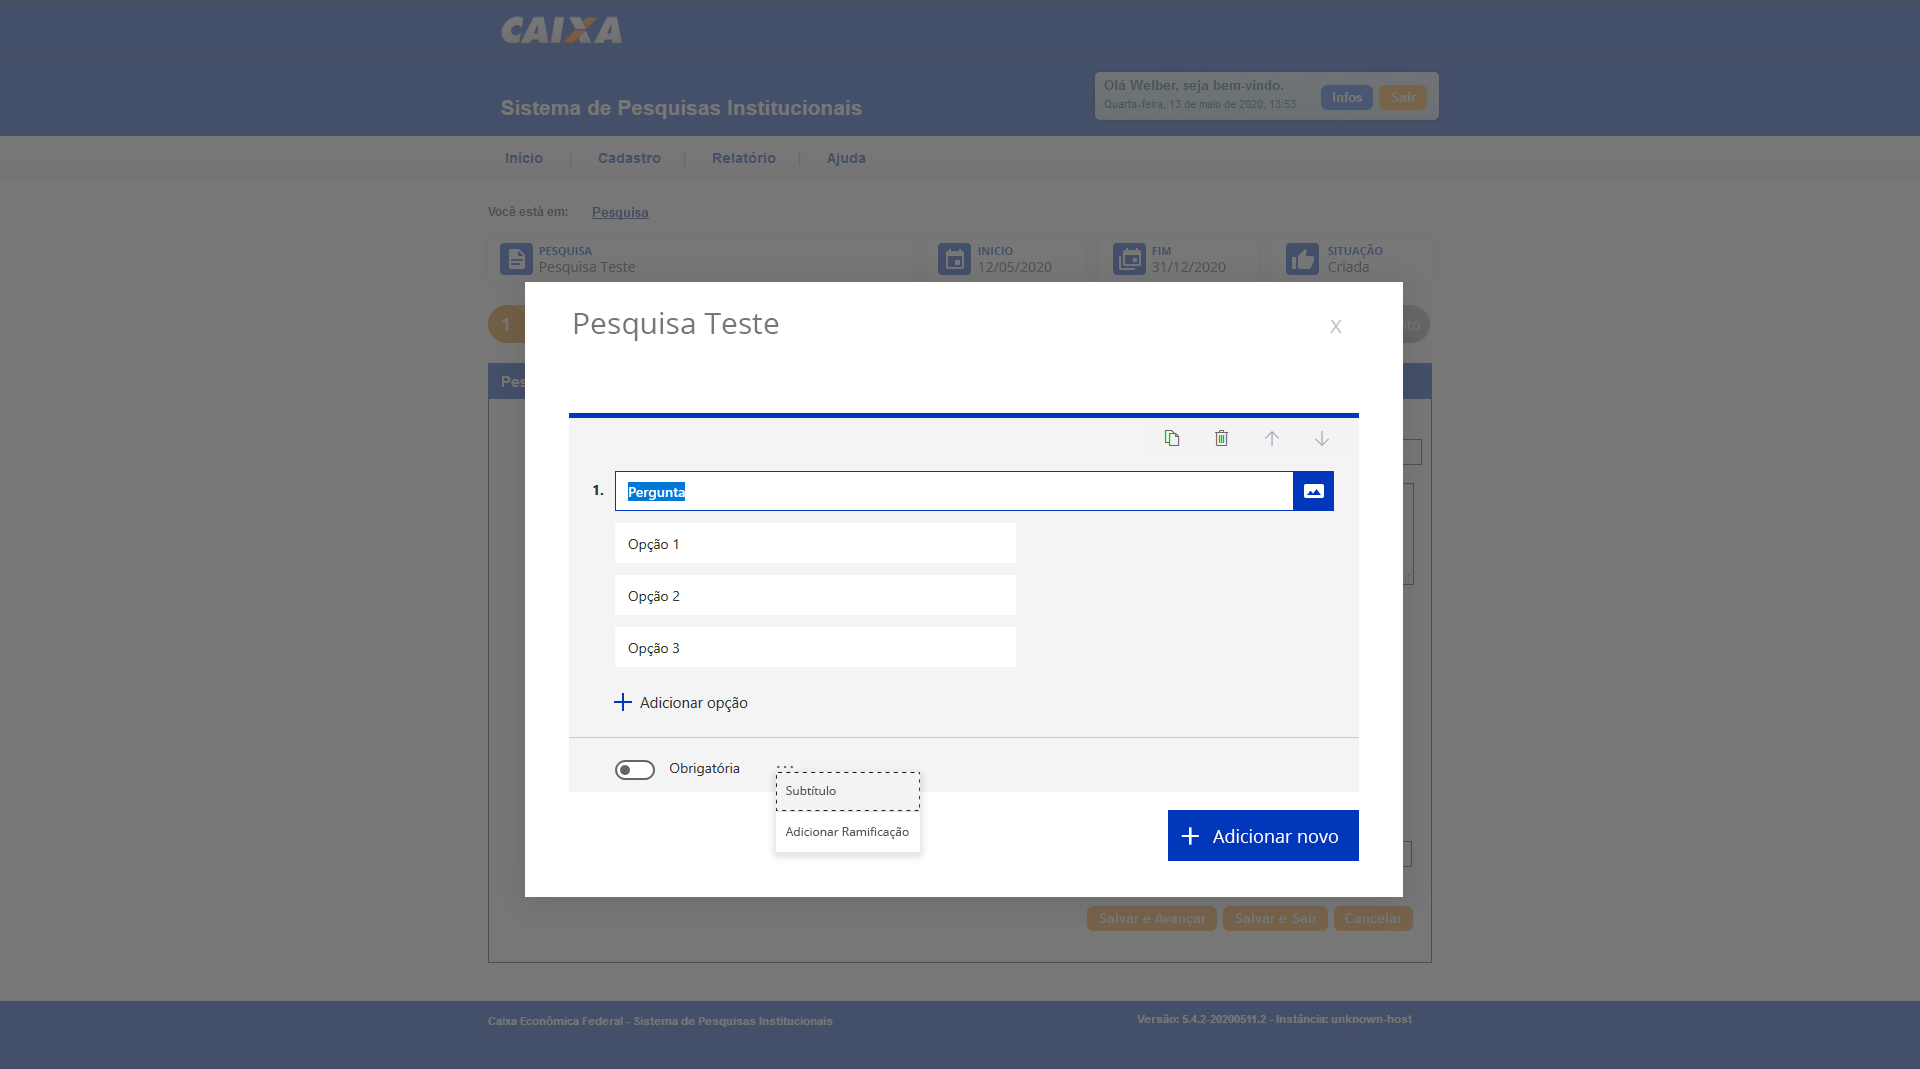 CAIXA
Sistema de Pesquisas Institucionais
Olá Welber, seja bem-vindo.
Quarta-feira, 13 de maio de 2020, 13:53
Infos
Sair
Início | Cadastro | Relatório | Ajuda
Você está em: Pesquisa
PESQUISA
Pesquisa Teste
INICIO
12/05/2020
FIM
31/12/2020
SITUAÇÃO
Criada
1
Pesquisa Teste
x
to
Pes
1. Pergunta
Opção 1
Opção 2
Opção 3
Adicionar opção
Obrigatória ...
Subtítulo
Adicionar Ramificação
Adicionar novo
Salvar e Avançar
Salvar e Sair
Cancelar
Caixa Econômica Federal - Sistema de Pesquisas Institucionais
Versão: 5.4.2-20200511.2 - Instância: unknown-host